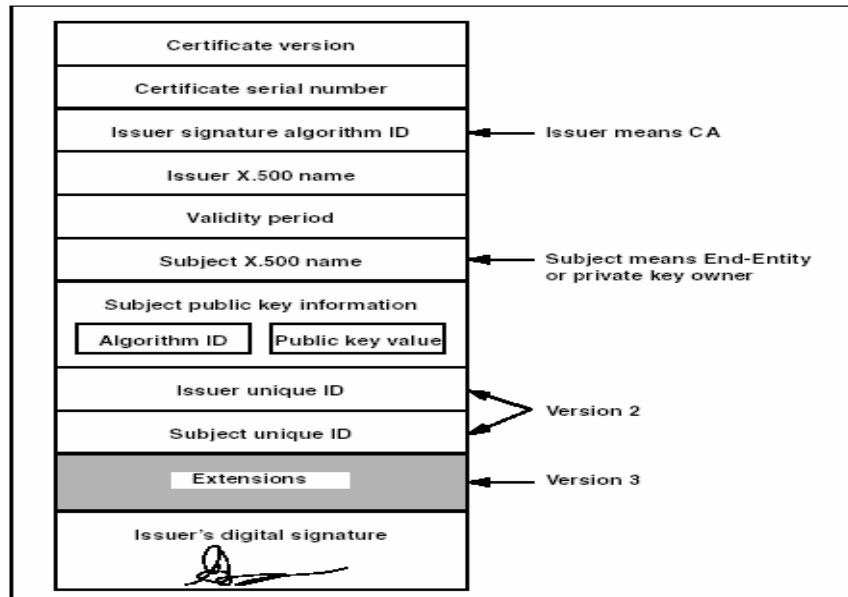 Certificate version
Certificate serial number
Issuer signature algorithm ID
Issuer means CA
Issuer X.500 name
Validity period
Subject X.500 name
Subject means End-Entity
or private key owner
Subject public key information
Algorithm ID
Public key value
Issuer unique ID
Version 2
Subject unique ID
Extensions
Version 3
Issuer's digital signature